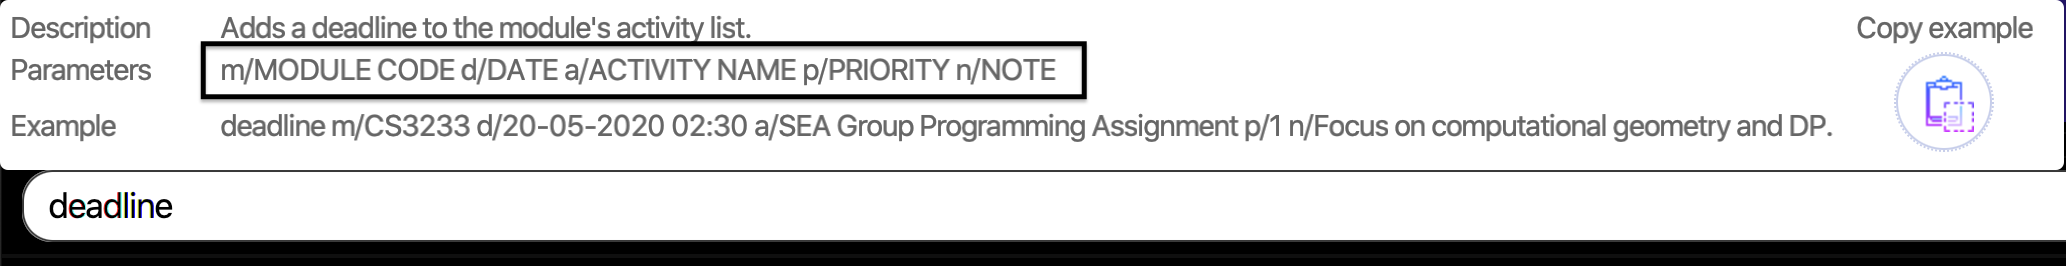 Description Adds a deadline to the module's activity list. Copy example
Parameters m/MODULE CODE d/DATE a/ACTIVITY NAME p/PRIORITY n/NOTE
Example deadline m/CS3233 d/20-05-2020 02:30 a/SEA Group Programming Assignment p/1 n/Focus on computational geometry and DP.
deadline